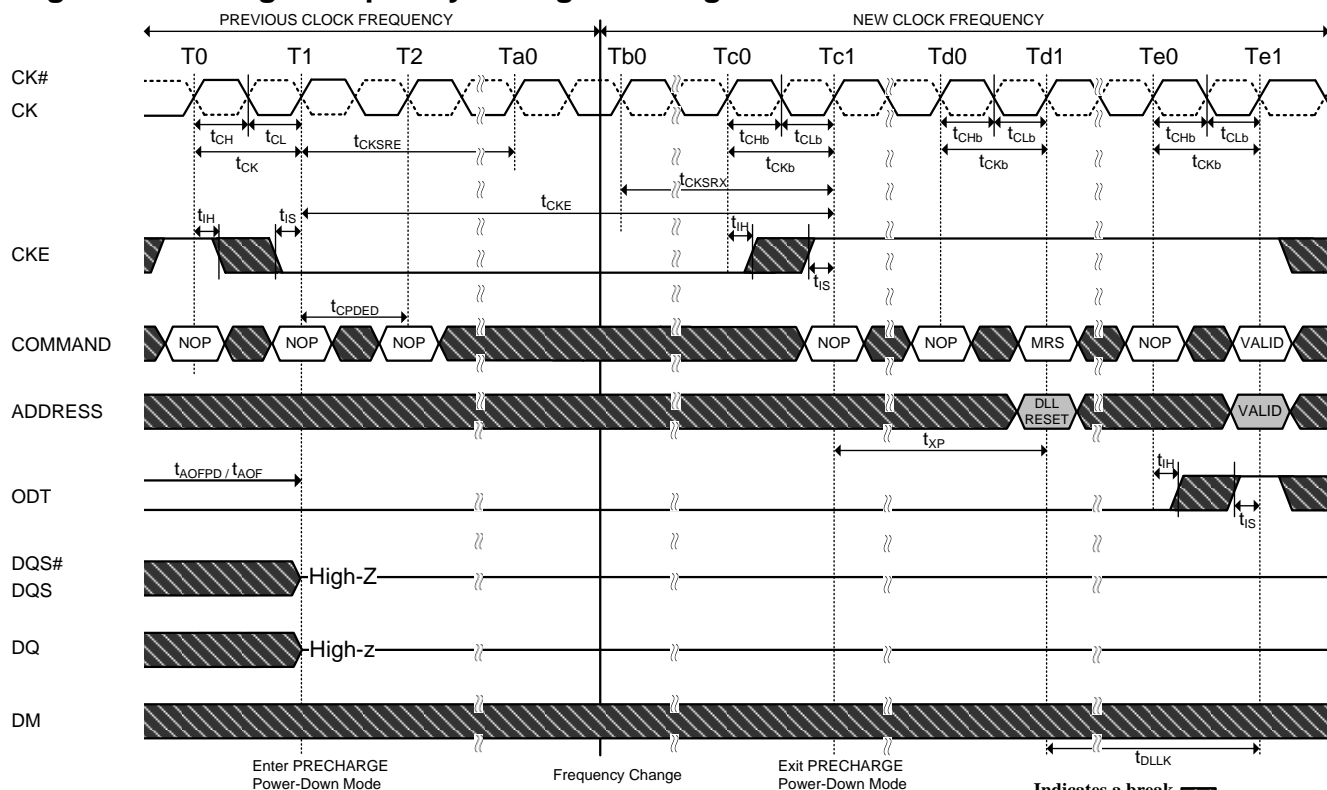 PREVIOUS CLOCK FREQUENCY NEW CLOCK FREQUENCY
T0 T1 T2 Ta0 Tb0 Tc0 Tc1 Td0 Td1 Te0 Te1
CK#
CK
tCH tCL tCHb tCLb tCHb tCLb tCHb tCLb
tCK tCKSRE tCKb tCKb tCKb
tCKSRX
tCKE
tIH tIS tIH
CKE
tIS
tCPDED
COMMAND NOP NOP NOP NOP NOP MRS NOP VALID
ADDRESS DLL RESET VALID
tXP
tAOFPD / tAOF tIH
ODT
tIS
DQS#
DQS
High-Z
DQ High-z
DM
tDLLK
Enter PRECHARGE
Power-Down Mode
Frequency Change
Exit PRECHARGE
Power-Down Mode
Indicates a break